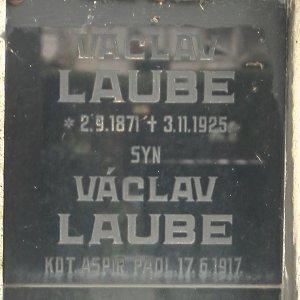 VÁCLAV
LAUBE
* 2.9.1871 + 3.11.1925
SYN
VÁCLAV
LAUBE
KDT. ASPIR. PADL 17.6.1917